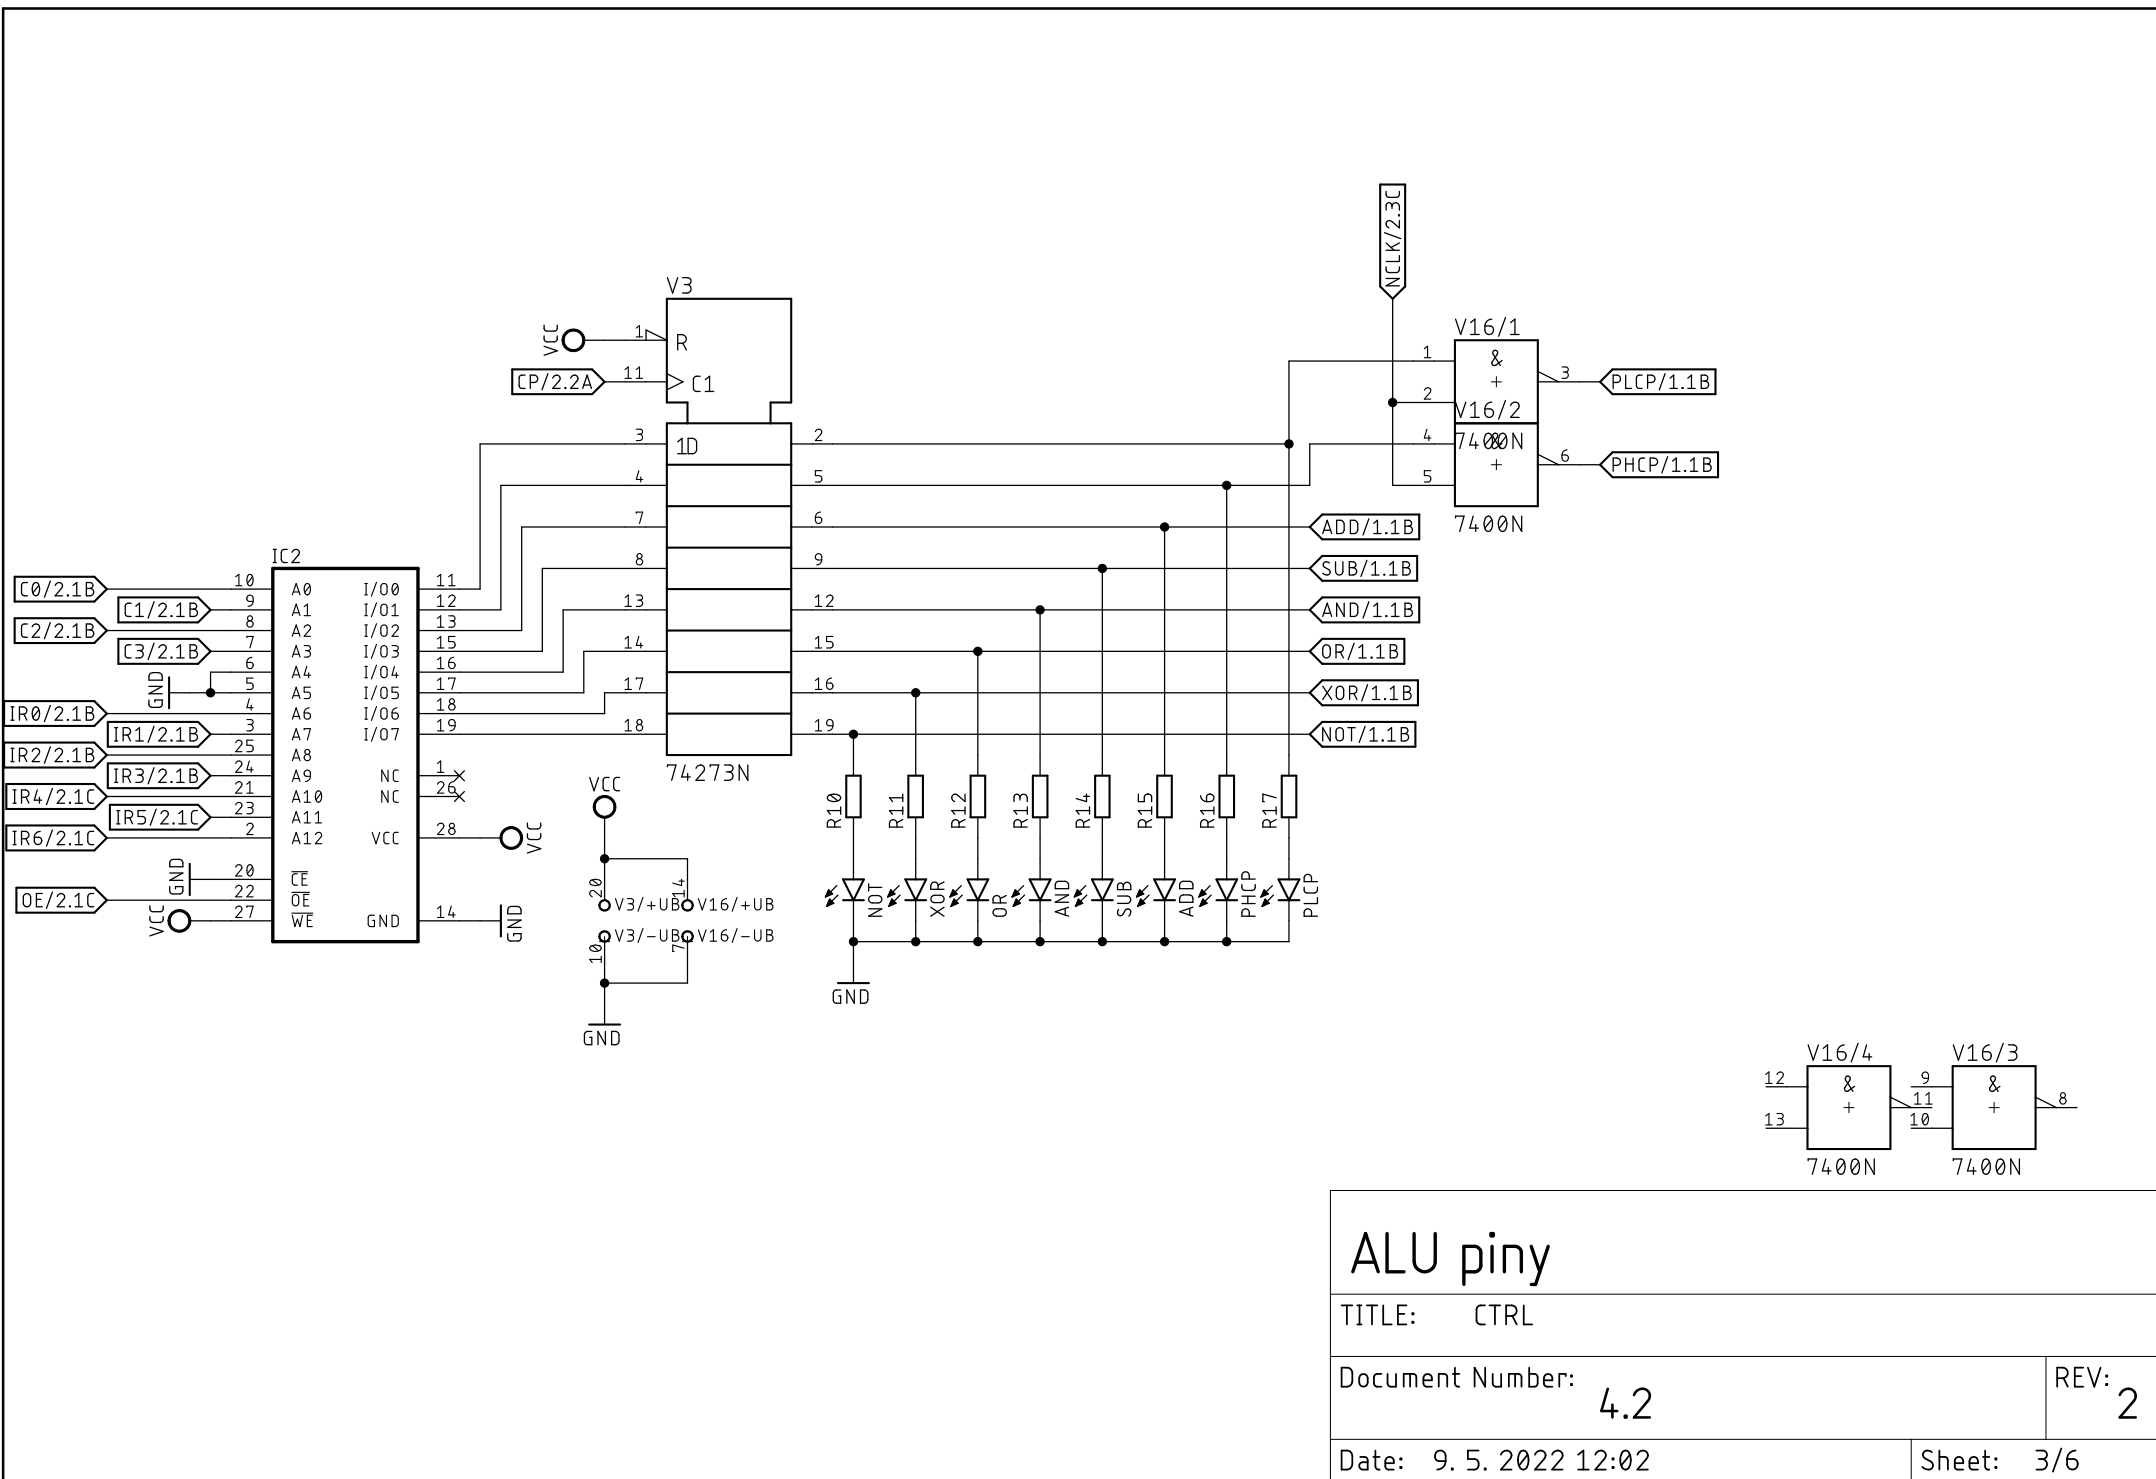 NCLK/2.3C
V3
VCC
1
R
CP/2.2A
11
C1
V16/1
&
+
1
2
3
PLCP/1.1B
V16/2
7400N
&
+
4
5
6
PHCP/1.1B
7400N
3
1D
2
4
5
7
6
ADD/1.1B
8
9
SUB/1.1B
13
12
AND/1.1B
14
15
OR/1.1B
17
16
XOR/1.1B
18
19
NOT/1.1B
74273N
IC2
C0/2.1B
10
A0
I/O0
11
C1/2.1B
9
A1
I/O1
12
C2/2.1B
8
A2
I/O2
13
C3/2.1B
7
A3
I/O3
15
6
A4
I/O4
16
GND
5
A5
I/O5
17
IR0/2.1B
4
A6
I/O6
18
IR1/2.1B
3
A7
I/O7
19
IR2/2.1B
25
A8
IR3/2.1B
24
A9
NC
1
IR4/2.1C
21
A10
NC
26
IR5/2.1C
23
A11
IR6/2.1C
2
A12
VCC
28
VCC
GND
20
CE
OE/2.1C
22
OE
VCC
27
WE
GND
14
GND
VCC
20
14
V3/+UB
V16/+UB
V3/-UB
V16/-UB
10
7
GND
R10
R11
R12
R13
R14
R15
R16
R17
NOT
XOR
OR
AND
SUB
ADD
PHCP
PLCP
GND
V16/4
12
13
&
+
11
7400N
V16/3
9
10
&
+
8
7400N
ALU piny
TITLE: CTRL
Document Number: 4.2
REV: 2
Date: 9. 5. 2022 12:02
Sheet: 3/6